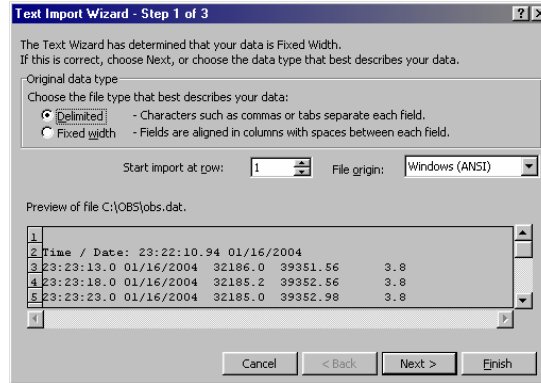 Text Import Wizard - Step 1 of 3
The Text Wizard has determined that your data is Fixed Width.
If this is correct, choose Next, or choose the data type that best describes your data.
Original data type
Choose the file type that best describes your data:
Delimited - Characters such as commas or tabs separate each field.
Fixed width - Fields are aligned in columns with spaces between each field.
Start import at row: 1 File origin: Windows (ANSI)
Preview of file C:\OBS\obs.dat.
1
2 Time / Date: 23:22:10.94 01/16/2004
3 23:23:13.0 01/16/2004 32186.0 39351.56 3.8
4 23:23:18.0 01/16/2004 32185.2 39352.56 3.8
5 23:23:23.0 01/16/2004 32185.0 39352.98 3.8
Cancel < Back Next > Finish